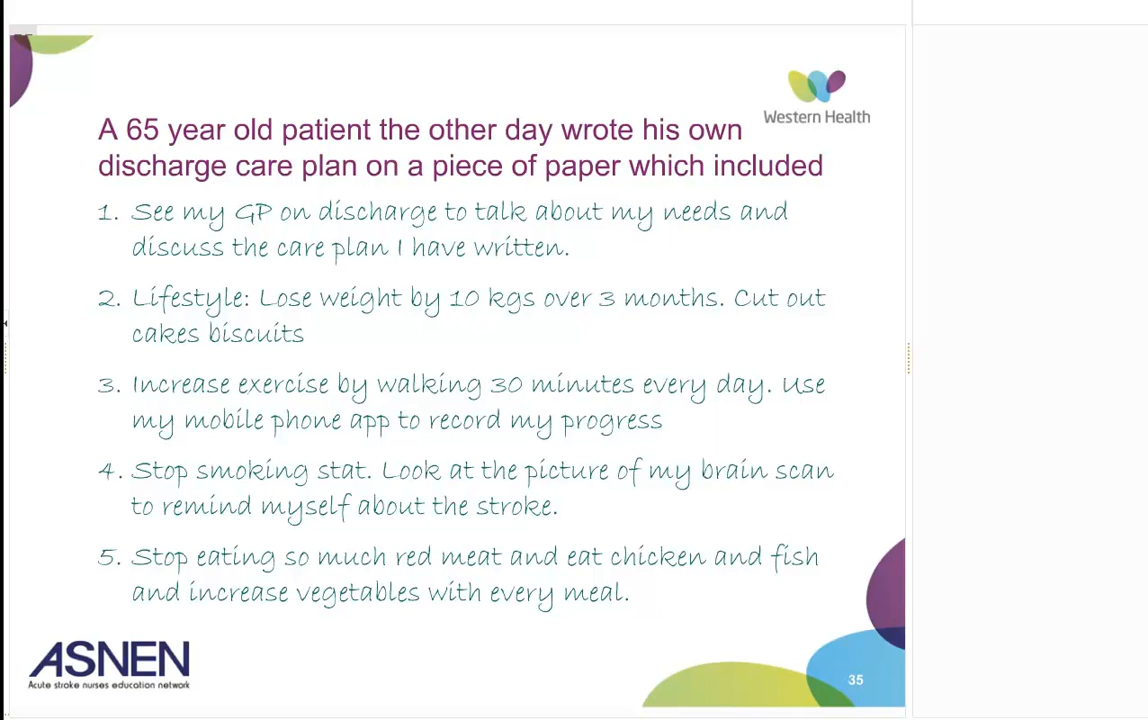 Western Health
A 65 year old patient the other day wrote his own
discharge care plan on a piece of paper which included
1. See my GP on discharge to talk about my needs and
discuss the care plan I have written.
2. Lifestyle: Lose weight by 10 kgs over 3 months. Cut out
cakes biscuits
3. Increase exercise by walking 30 minutes every day. Use
my mobile phone app to record my progress
4. Stop smoking stat. Look at the picture of my brain scan
to remind myself about the stroke.
5. Stop eating so much red meat and eat chicken and fish
and increase vegetables with every meal.
ASNEN
Acute stroke nurses education network
35